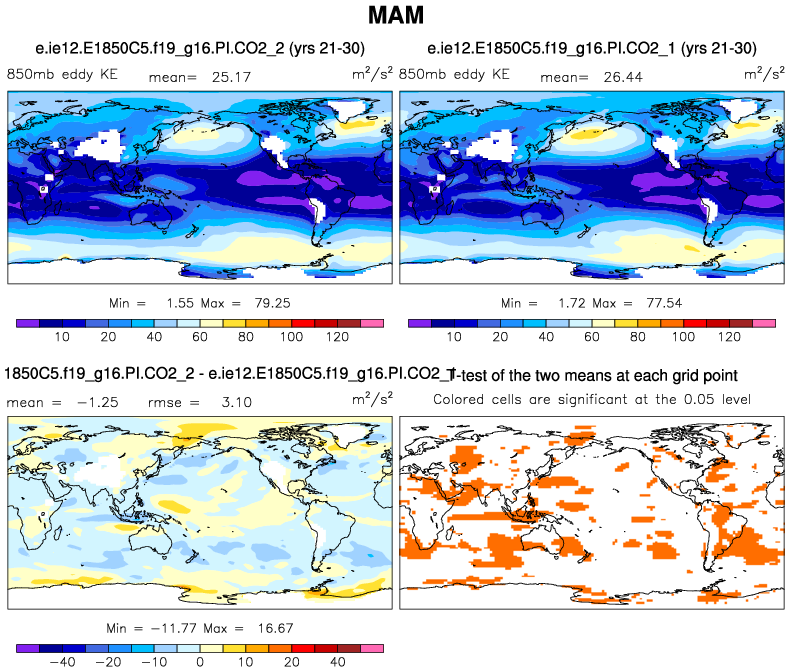 MAM
e.ie12.E1850C5.f19_g16.PI.CO2_2 (yrs 21-30)
850mb eddy KE mean= 25.17 m²/s²
Min = 1.55 Max = 79.25
10 20 40 60 80 100 120
e.ie12.E1850C5.f19_g16.PI.CO2_1 (yrs 21-30)
850mb eddy KE mean= 26.44 m²/s²
Min = 1.72 Max = 77.54
10 20 40 60 80 100 120
1850C5.f19_g16.PI.CO2_2 - e.ie12.E1850C5.f19_g16.PI.CO2_1
mean = -1.25 rmse = 3.10 m²/s²
Min = -11.77 Max = 16.67
-40 -20 -10 0 10 20 40
T-test of the two means at each grid point
Colored cells are significant at the 0.05 level